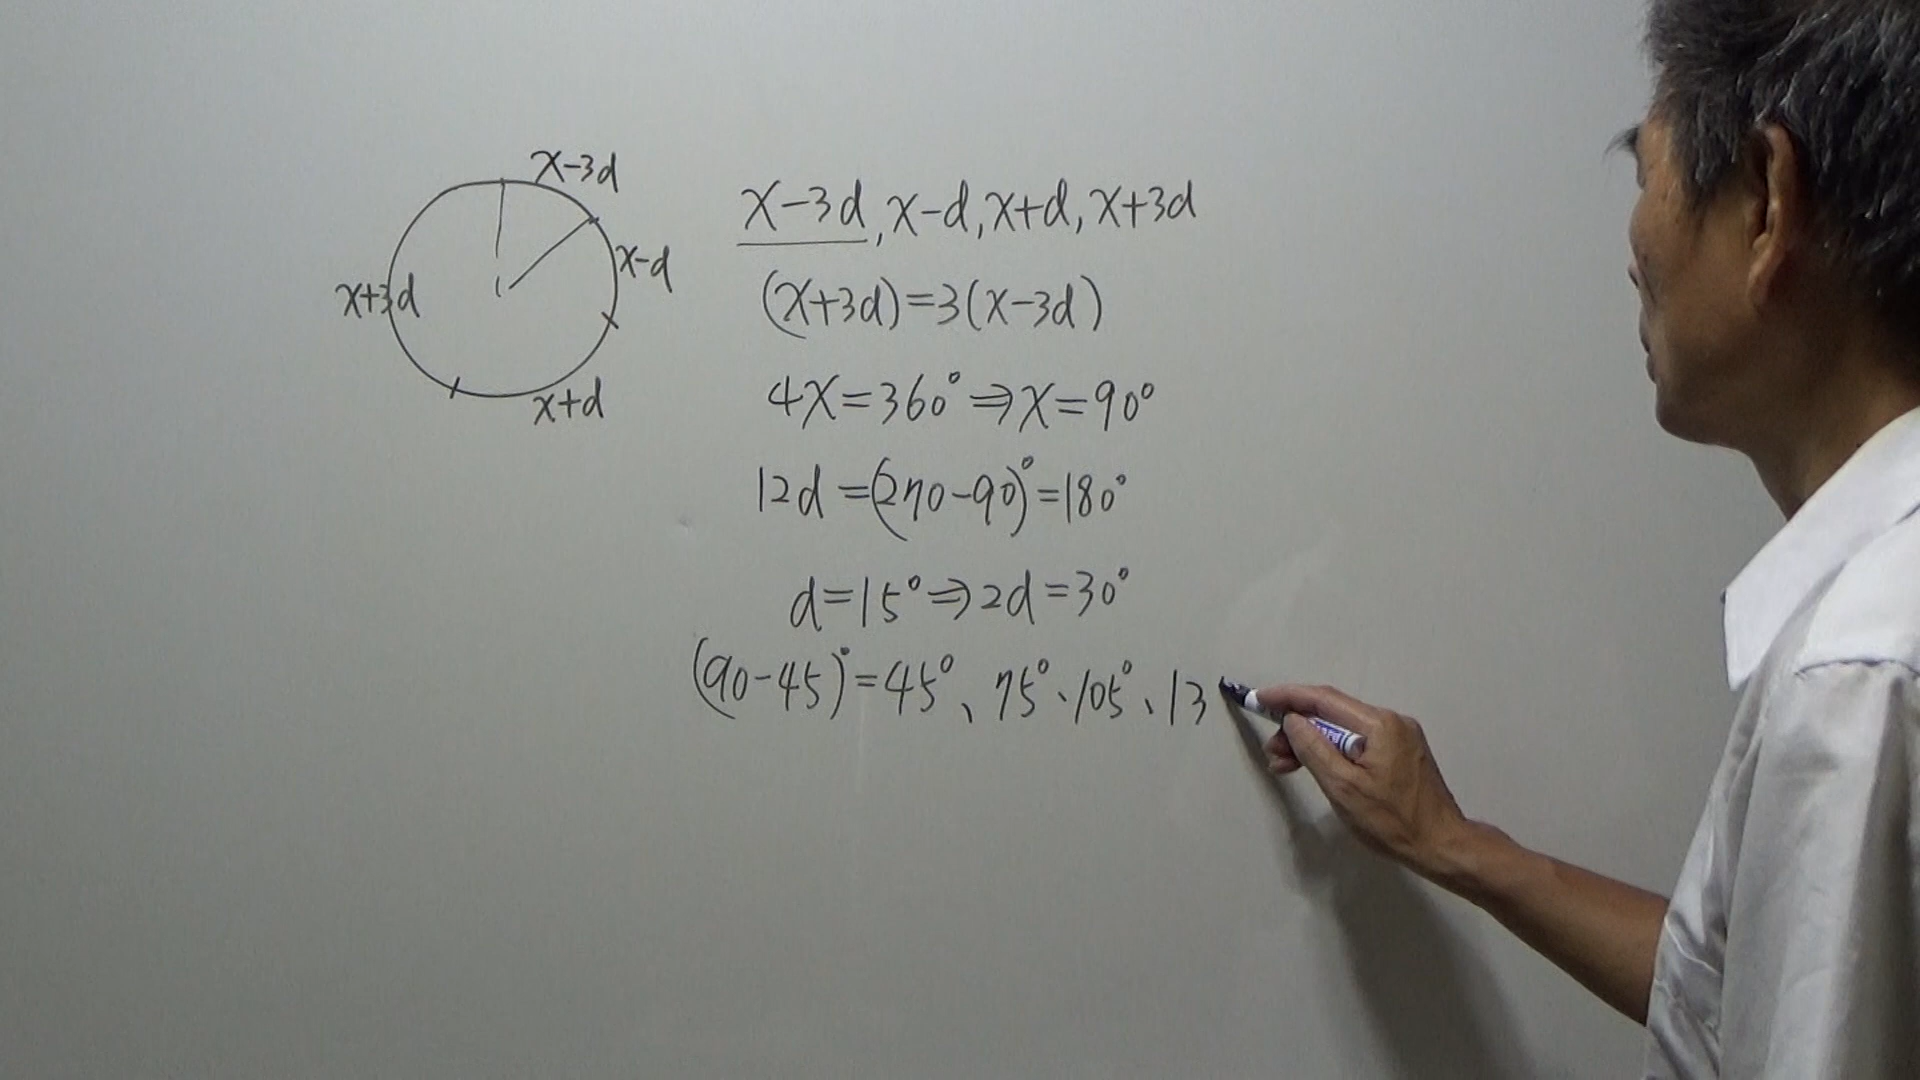 x-3d
x-d
x+3d
x+d
x-3d, x-d, x+d, x+3d
(x+3d)=3(x-3d)
4x=360°⇒x=90°
12d=(270-90)°=180°
d=15°⇒2d=30°
(90-45)°=45°、75°、105°、13